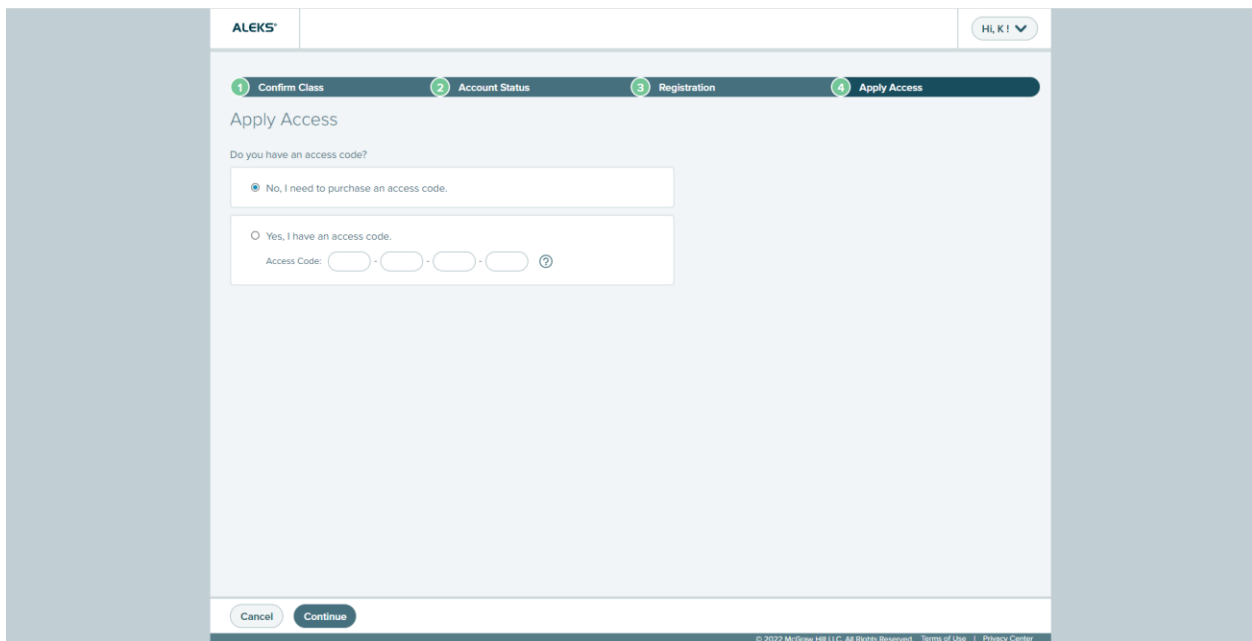 ALEKS®
Hi, K !
1 Confirm Class 2 Account Status 3 Registration 4 Apply Access
Apply Access
Do you have an access code?
No, I need to purchase an access code.
Yes, I have an access code.
Access Code: - - - ?
Cancel Continue
© 2022 McGraw Hill LLC. All Rights Reserved. Terms of Use | Privacy Center